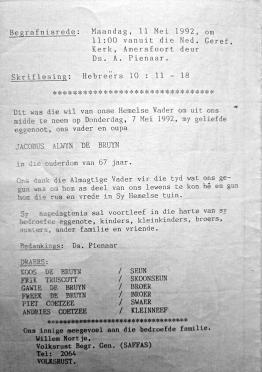 Begrafnisrede: Maandag, 11 Mei 1992, om
11:00 vanuit die Ned. Geref.
Kerk, Amersfoort deur
Ds. A. Pienaar.
Skriflesing: Hebreërs 10 : 11 - 18
********************************
Dit was die wil van onse Hemelse Vader om uit ons
midde te neem op Donderdag, 7 Mei 1992, my geliefde
eggenoot, ons vader en oupa
JACOBUS ALWYN DE BRUYN
in die ouderdom van 67 jaar.
Ons dank die Almagtige Vader vir die tyd wat ons ge-
gun was om hom as deel van ons lewens te kon hê en gun
hom die rus en vrede in Sy Hemelse tuin.
Sy nagedagtenis sal voortleef in die harte van sy
bedroefde eggenote, kinders, kleinkinders, broers,
susters, ander familie en vriende.
Bedankings: Ds. Pienaar
DRAERS:
KOOS DE BRUYN / SEUN
FRIK TRUSCOTT / SKOONSEUN
GAWIE DE BRUYN / BROER
FREEK DE BRUYN / BROER
PIET COETZEE / SWAER
ANDRIES COETZEE / KLEINNEEF
********************************
Ons innige meegevoel aan die bedroefde familie.
Willem Nortje,
Volksrust Begr. Gen. (SAFFAS)
Tel: 2064
VOLKSRUST.